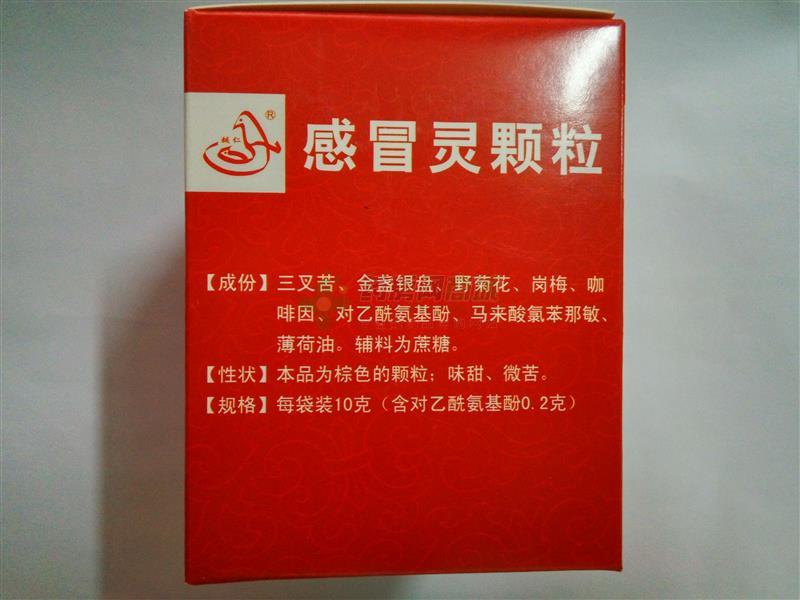 ®
感冒灵颗粒
【成份】三叉苦、金盏银盘、野菊花、岗梅、咖
啡因、对乙酰氨基酚、马来酸氯苯那敏、
薄荷油。辅料为蔗糖。
【性状】本品为棕色的颗粒；味甜、微苦。
【规格】每袋装10克（含对乙酰氨基酚0.2克）